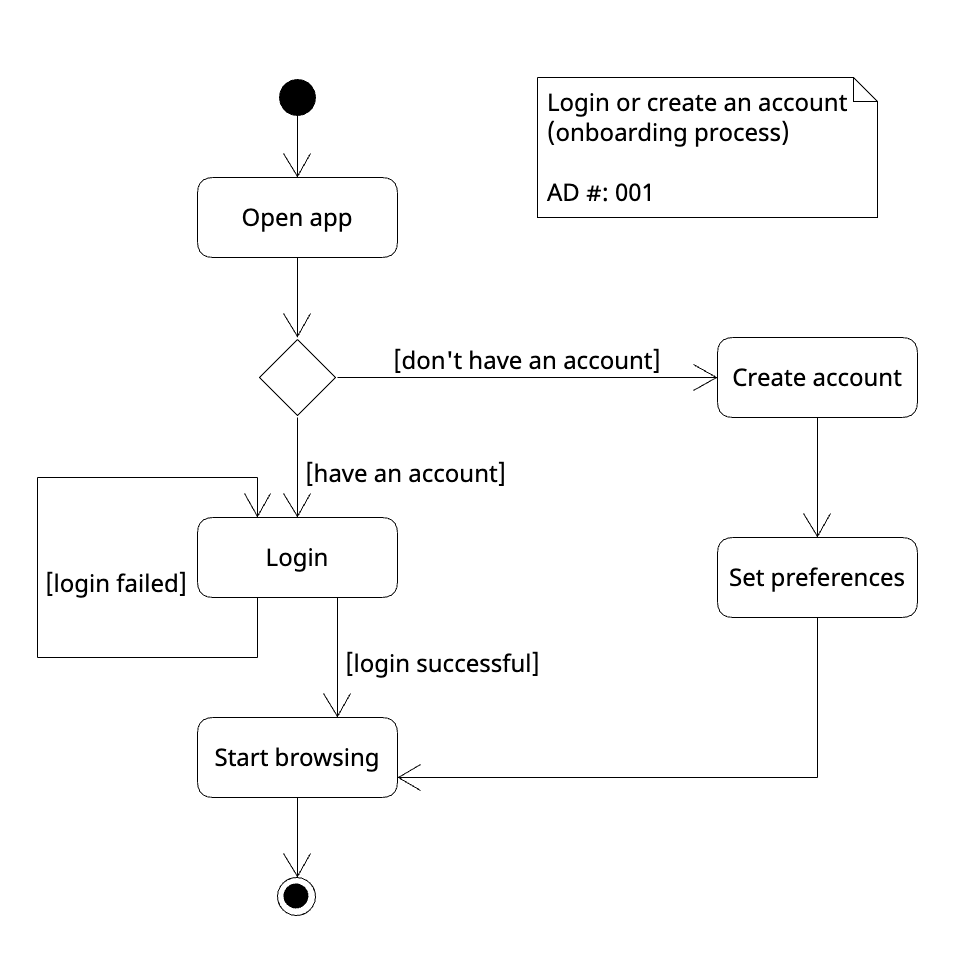 Login or create an account
(onboarding process)
AD #: 001
Open app
[don't have an account]
Create account
[have an account]
Login
[login failed]
Set preferences
[login successful]
Start browsing